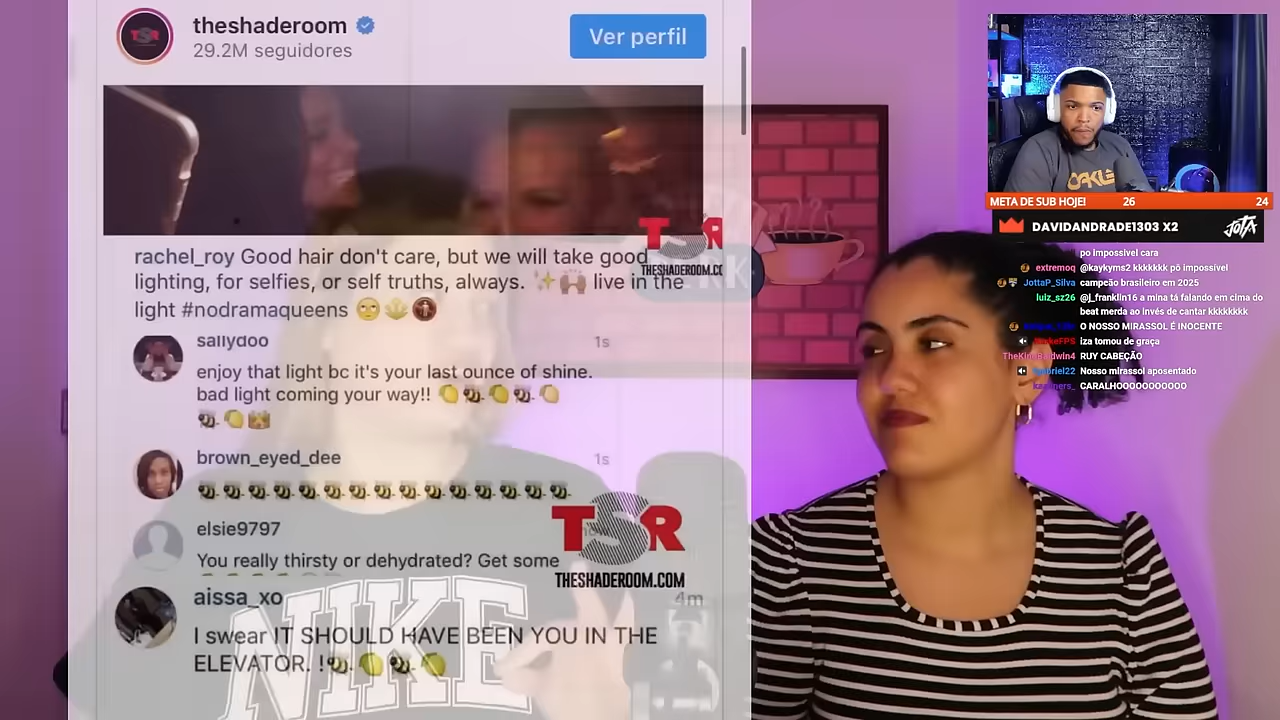 theshaderoom
29.2M seguidores
Ver perfil
TSR
THESHADEROOM.C
rachel_roy Good hair don't care, but we will take good
lighting, for selfies, or self truths, always. ✨🙌🏽 live in the
light #nodramaqueens
sallydoo 1s
enjoy that light bc it's your last ounce of shine.
bad light coming your way!! 🍋🐝🍋🐝🍋
🐝🍋👑
brown_eyed_dee 1s
🐝🐝🐝🐝🐝🐝🐝🐝🐝🐝🐝🐝🐝🐝🐝
elsie9797
You really thirsty or dehydrated? Get some
TSR
THESHADEROOM.COM
aissa_xo 4m
I swear IT SHOULD HAVE BEEN YOU IN THE
ELEVATOR. !🐝🍋🐝🍋
NIKE
META DE SUB HOJE! 26 24
DAVIDANDRADE1303 X2
JOTA
po impossivel cara
extremoq @kaykyms2 kkkkkkk pô impossível
JottaP_Silva campeão brasileiro em 2025
luiz_sz26 @j_franklin16 a mina tá falando em cima do
beat merda ao invés de cantar kkkkkkkk
O NOSSO MIRASSOL É INOCENTE
iza tomou de graça
RUY CABEÇÃO
Nosso mirassol aposentado
CARALHOOOOOOOOOO